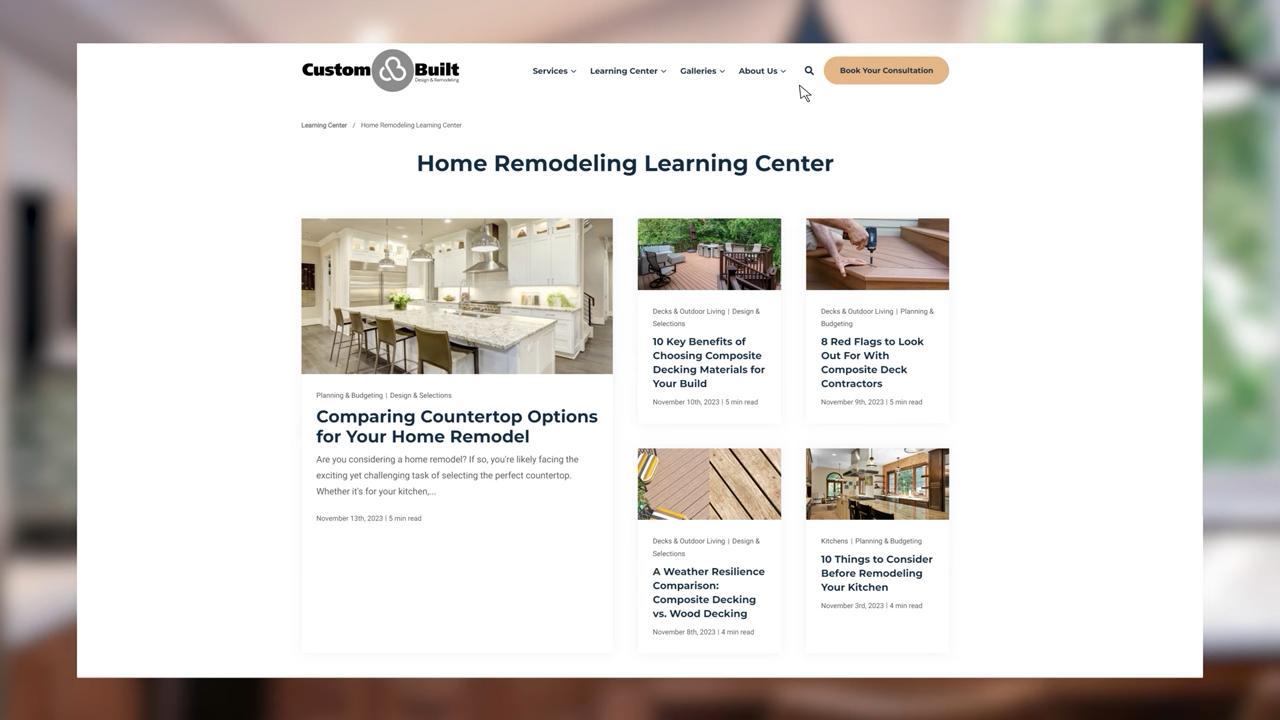 Custom Built
Design & Remodeling
Services
Learning Center
Galleries
About Us
Book Your Consultation
Learning Center / Home Remodeling Learning Center
Home Remodeling Learning Center
Planning & Budgeting | Design & Selections
Comparing Countertop Options
for Your Home Remodel
Are you considering a home remodel? If so, you're likely facing the
exciting yet challenging task of selecting the perfect countertop.
Whether it's for your kitchen,...
November 13th, 2023 | 5 min read
Decks & Outdoor Living | Design &
Selections
10 Key Benefits of
Choosing Composite
Decking Materials for
Your Build
November 10th, 2023 | 5 min read
Decks & Outdoor Living | Planning &
Budgeting
8 Red Flags to Look
Out For With
Composite Deck
Contractors
November 9th, 2023 | 5 min read
Decks & Outdoor Living | Design &
Selections
A Weather Resilience
Comparison:
Composite Decking
vs. Wood Decking
November 8th, 2023 | 4 min read
Kitchens | Planning & Budgeting
10 Things to Consider
Before Remodeling
Your Kitchen
November 3rd, 2023 | 4 min read